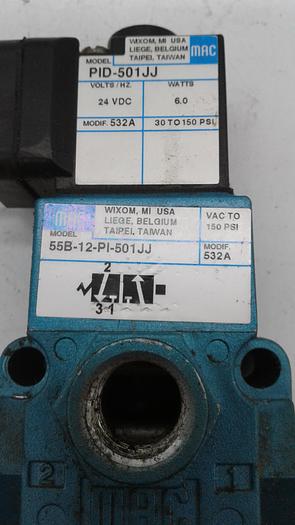 WIXOM, MI USA
LIEGE, BELGIUM
TAIPEI, TAIWAN
MAC
MODEL
PID-501JJ
VOLTS/HZ. WATTS
24 VDC 6.0
MODIF. 532A 30 TO 150 PSI
MAC
WIXOM, MI USA
LIEGE, BELGIUM
TAIPEI, TAIWAN
VAC TO
150 PSI
MODEL
55B-12-PI-501JJ
MODIF.
532A
2
3 1
2 1
MAC